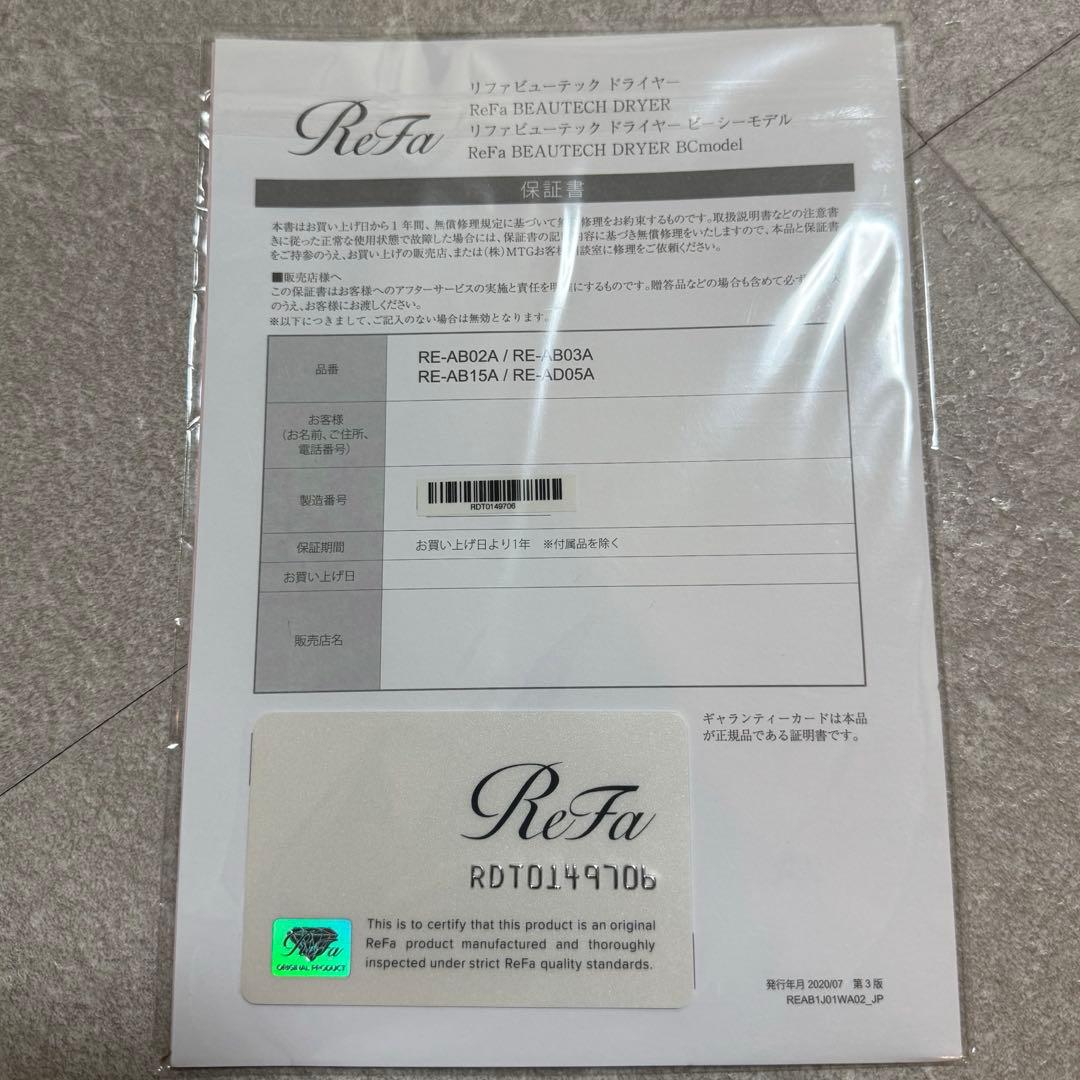 ReFa
リファビューテック ドライヤー
ReFa BEAUTECH DRYER
リファビューテック ドライヤー ビーシーモデル
ReFa BEAUTECH DRYER BCmodel
保証書
本書はお買い上げ日から1年間、無償修理規定に基づいて無償修理をお約束するものです。取扱説明書などの注意書
きに従った正常な使用状態で故障した場合には、保証書の記載内容に基づき無償修理をいたしますので、本品と保証書
をご持参のうえ、お買い上げの販売店、または(株)MTGお客様相談室に修理をご依頼ください。
■販売店様へ
この保証書はお客様へのアフターサービスの実施と責任を明確にするものです。贈答品などの場合も含めて必ず
のうえ、お客様にお渡しください。
※以下につきまして、ご記入のない場合は無効となります。
品番
RE-AB02A / RE-AB03A
RE-AB15A / RE-AD05A
お客様
(お名前、ご住所、
電話番号)
製造番号
RDT0149706
保証期間
お買い上げ日より1年 ※付属品を除く
お買い上げ日
販売店名
ギャランティーカードは本品
が正規品である証明書です。
ReFa
RDT0149706
This is to certify that this product is an original
ReFa product manufactured and thoroughly
inspected under strict ReFa quality standards.
ReFa
ORIGINAL PRODUCT
発行年月 2020/07 第3版
REAB1J01WA02_JP